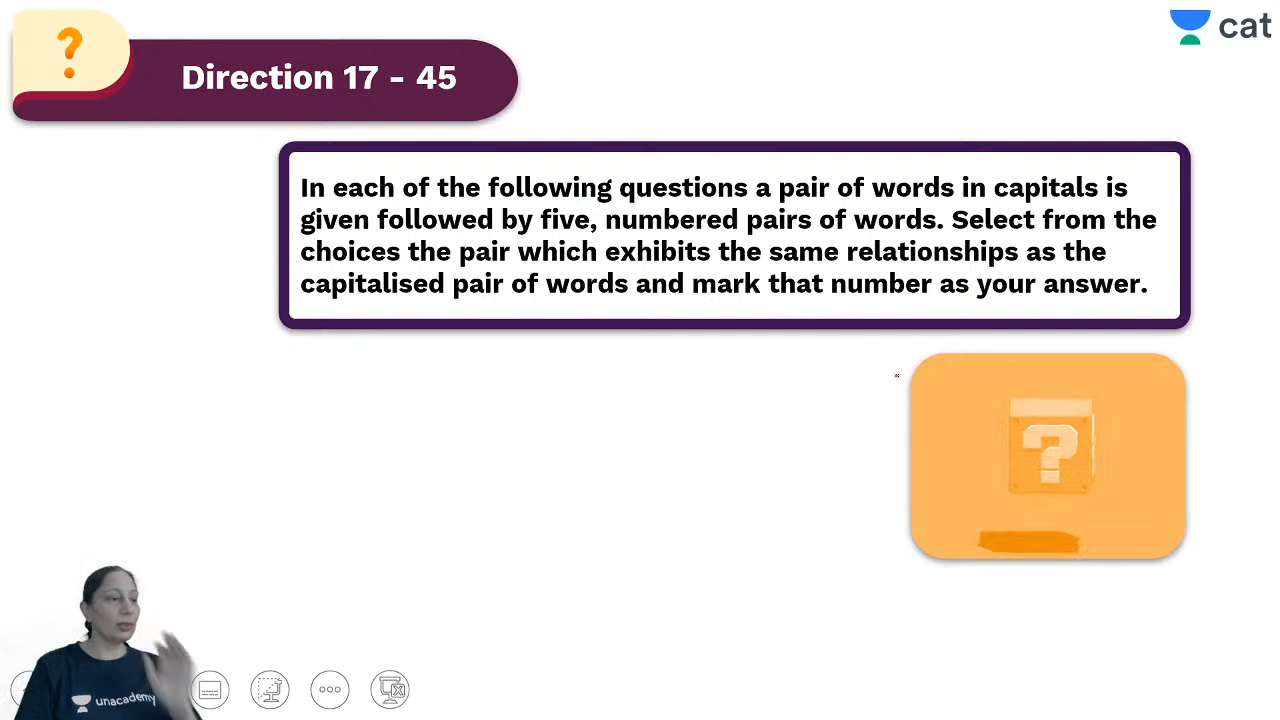 ?
Direction 17 - 45
cat
In each of the following questions a pair of words in capitals is
given followed by five, numbered pairs of words. Select from the
choices the pair which exhibits the same relationships as the
capitalised pair of words and mark that number as your answer.
?
unacademy